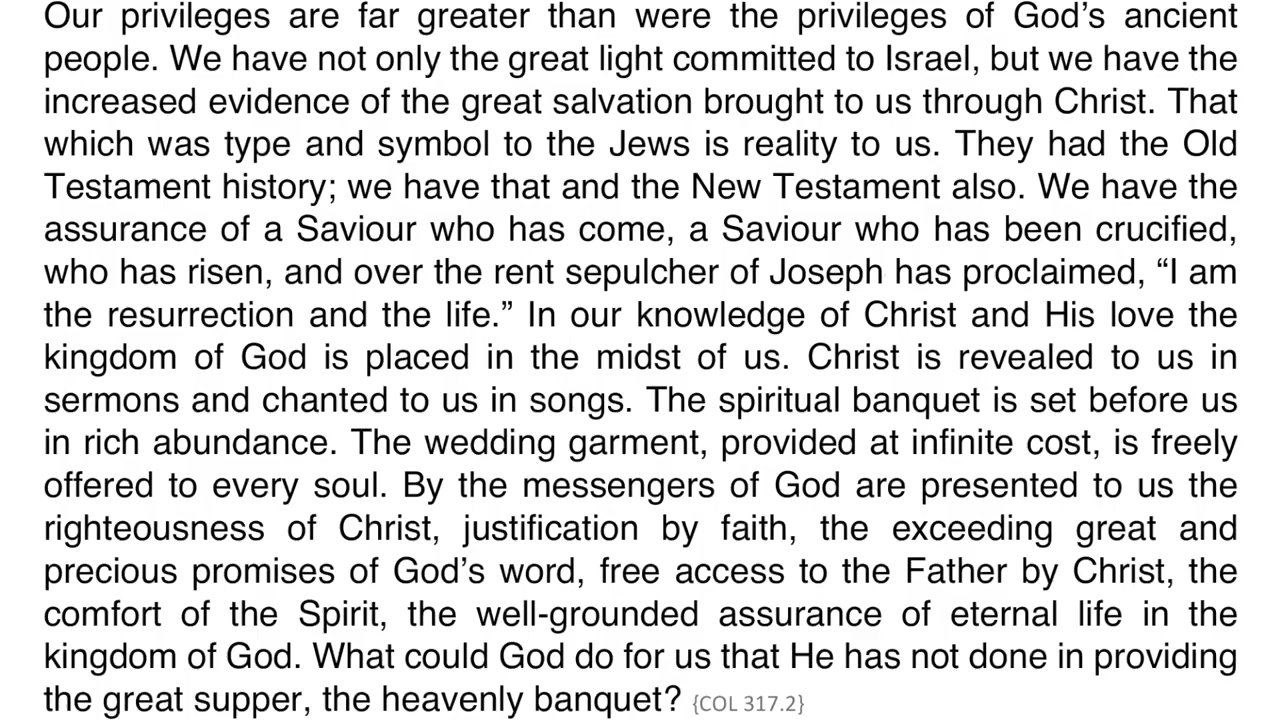 Our privileges are far greater than were the privileges of God’s ancient
people. We have not only the great light committed to Israel, but we have the
increased evidence of the great salvation brought to us through Christ. That
which was type and symbol to the Jews is reality to us. They had the Old
Testament history; we have that and the New Testament also. We have the
assurance of a Saviour who has come, a Saviour who has been crucified,
who has risen, and over the rent sepulcher of Joseph has proclaimed, “I am
the resurrection and the life.” In our knowledge of Christ and His love the
kingdom of God is placed in the midst of us. Christ is revealed to us in
sermons and chanted to us in songs. The spiritual banquet is set before us
in rich abundance. The wedding garment, provided at infinite cost, is freely
offered to every soul. By the messengers of God are presented to us the
righteousness of Christ, justification by faith, the exceeding great and
precious promises of God’s word, free access to the Father by Christ, the
comfort of the Spirit, the well-grounded assurance of eternal life in the
kingdom of God. What could God do for us that He has not done in providing
the great supper, the heavenly banquet? {COL 317.2}